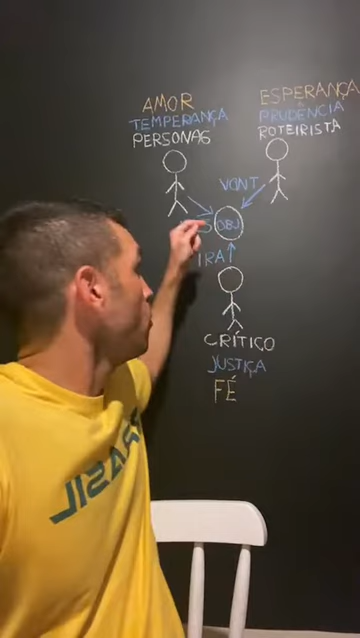 AMOR
TEMPERANÇA
PERSONAS
ESPERANÇA
PRUDÊNCIA
ROTEIRISTA
VONT
OBJ
IRA
CRÍTICO
JUSTIÇA
FÉ
BRASIL